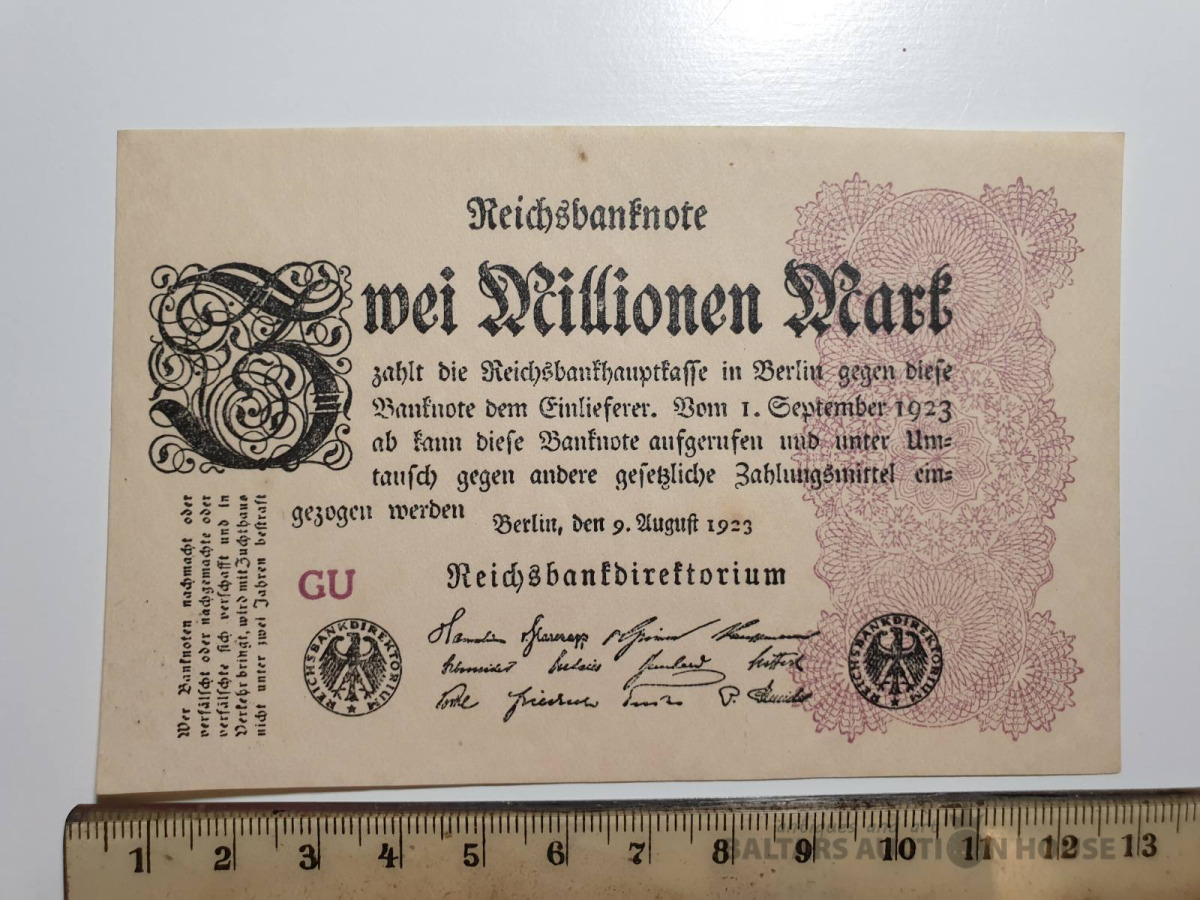 Reichsbanknote
Zwei Millionen Mark
zahlt die Reichsbankhauptkasse in Berlin gegen diese
Banknote dem Einlieferer. Vom 1. September 1923
ab kann diese Banknote aufgerufen und unter Um=
tausch gegen andere gesetzliche Zahlungsmittel ein=
gezogen werden
Berlin, den 9. August 1923
Reichsbankdirektorium
Wer Banknoten nachmacht oder
verfälscht oder nachgemachte oder
verfälschte sich verschafft und in
Verkehr bringt, wird mit Zuchthaus
nicht unter zwei Jahren bestraft
GU
REICHSBANKDIREKTORIUM
REICHSBANKDIREKTORIUM
1 2 3 4 5 6 7 8 9 10 11 12 13
antiques and art
BALTERS AUCTION HOUSE